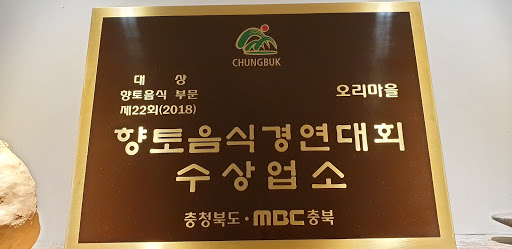 CHUNGBUK
대 상
향토음식 부문
제22회(2018)
오리마을
향토음식경연대회
수상업소
충청북도 · MBC충북